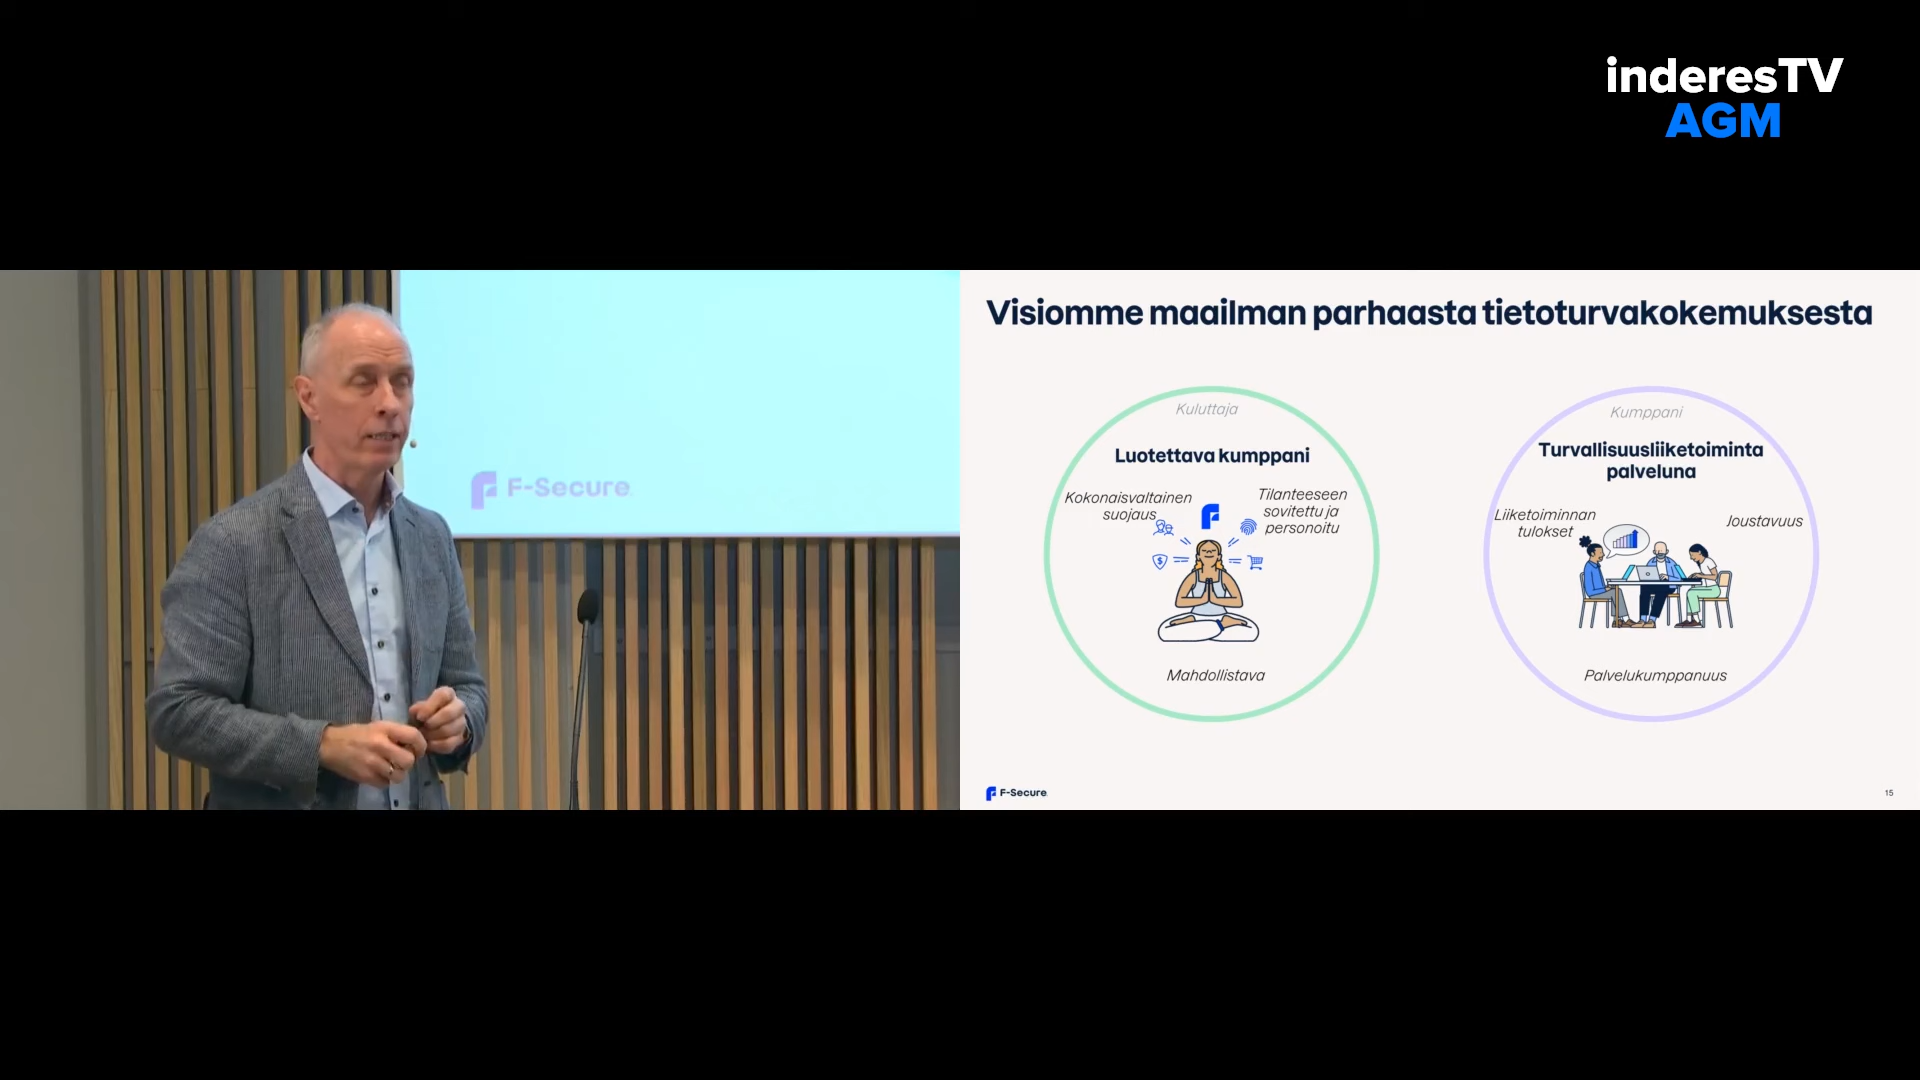 inderesTV
AGM
F-Secure
Visiomme maailman parhaasta tietoturvakokemuksesta
Kuluttaja
Luotettava kumppani
Kokonaisvaltainen
suojaus
Tilanteeseen
sovitettu ja
personoitu
$
Mahdollistava
Kumppani
Turvallisuusliiketoiminta
palveluna
Liiketoiminnan
tulokset
Joustavuus
Palvelukumppanuus
F-Secure
15